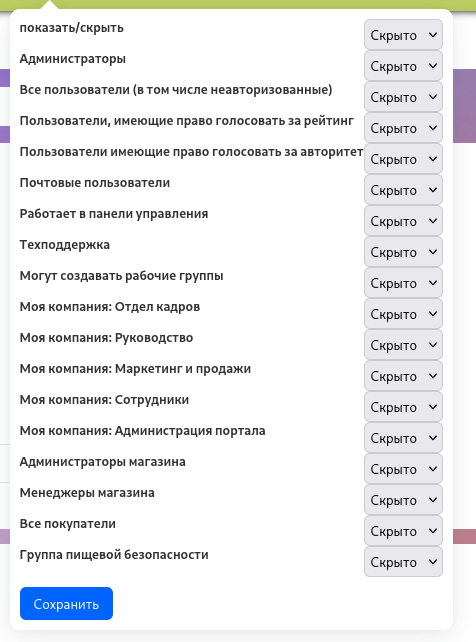 показать/скрыть Скрыто
Администраторы Скрыто
Все пользователи (в том числе неавторизованные) Скрыто
Пользователи, имеющие право голосовать за рейтинг Скрыто
Пользователи имеющие право голосовать за авторитет Скрыто
Почтовые пользователи Скрыто
Работает в панели управления Скрыто
Техподдержка Скрыто
Могут создавать рабочие группы Скрыто
Моя компания: Отдел кадров Скрыто
Моя компания: Руководство Скрыто
Моя компания: Маркетинг и продажи Скрыто
Моя компания: Сотрудники Скрыто
Моя компания: Администрация портала Скрыто
Администраторы магазина Скрыто
Менеджеры магазина Скрыто
Все покупатели Скрыто
Группа пищевой безопасности Скрыто
Сохранить